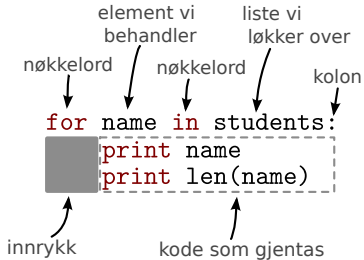 element vi
behandler
liste vi
løkker over
nøkkelord
nøkkelord
kolon
for name in students:
print name
print len(name)
innrykk
kode som gjentas